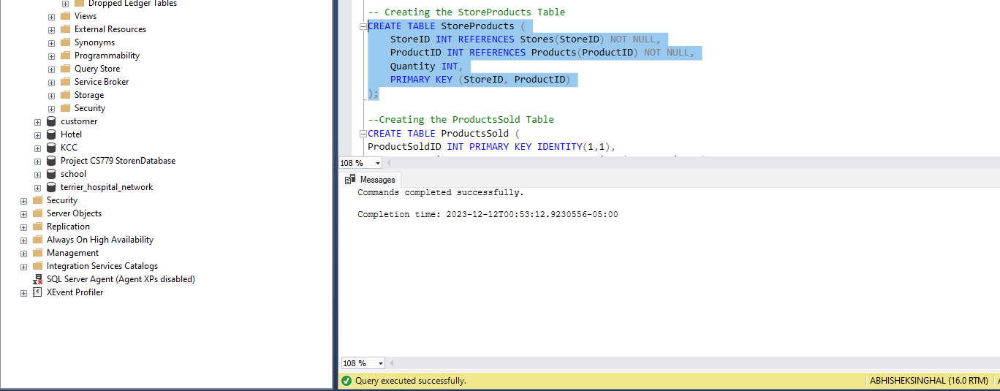 Dropped Ledger Tables
Views
External Resources
Synonyms
Programmability
Query Store
Service Broker
Storage
Security
customer
Hotel
KCC
Project CS779 StorenDatabase
school
terrier_hospital_network
Security
Server Objects
Replication
Always On High Availability
Management
Integration Services Catalogs
SQL Server Agent (Agent XPs disabled)
XEvent Profiler
-- Creating the StoreProducts Table
CREATE TABLE StoreProducts (
StoreID INT REFERENCES Stores(StoreID) NOT NULL,
ProductID INT REFERENCES Products(ProductID) NOT NULL,
Quantity INT,
PRIMARY KEY (StoreID, ProductID)
);
--Creating the ProductsSold Table
CREATE TABLE ProductsSold (
ProductSoldID INT PRIMARY KEY IDENTITY(1,1),
108 %
Messages
Commands completed successfully.
Completion time: 2023-12-12T00:53:12.9230556-05:00
108 %
Query executed successfully.
ABHISHEKSINGHAL (16.0 RTM)